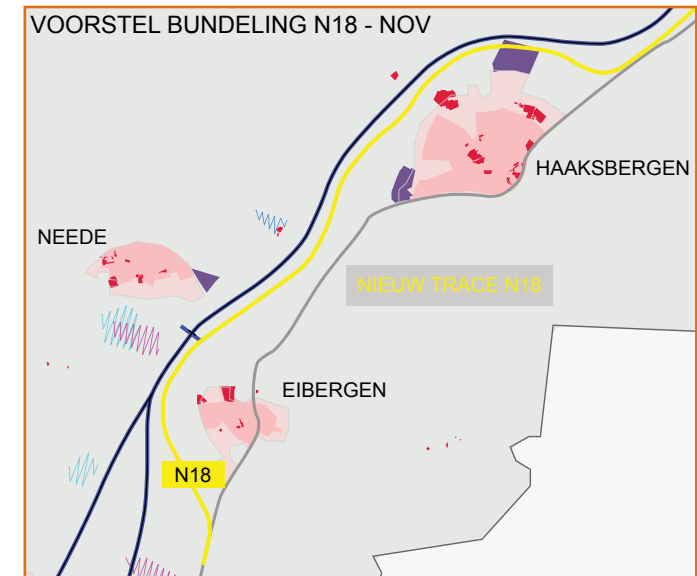 VOORSTEL BUNDELING N18 - NOV
HAAKSBERGEN
NEEDE
NIEUW TRACE N18
EIBERGEN
N18